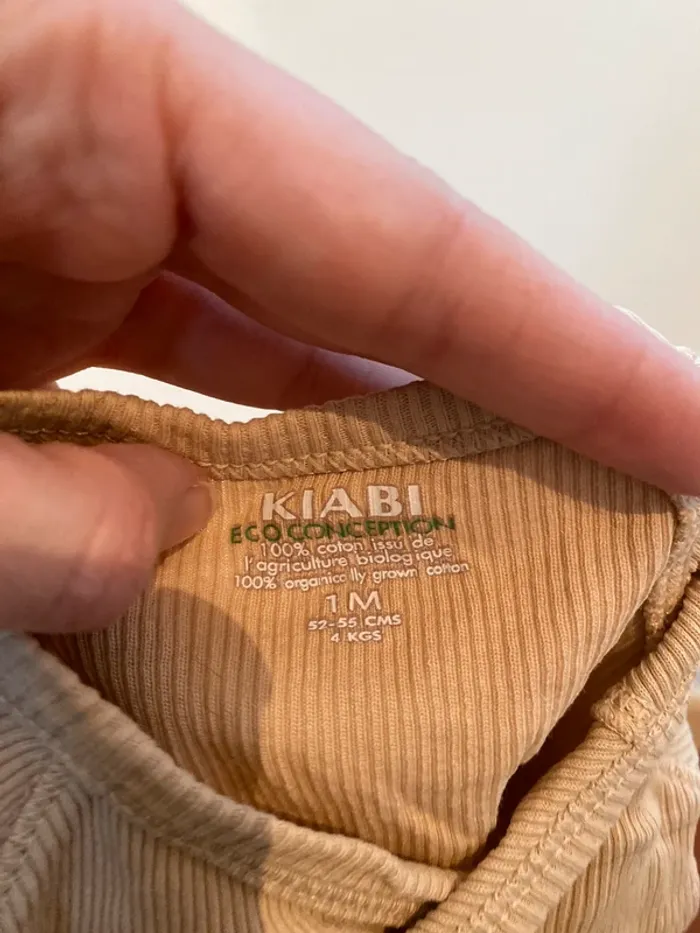 KIABI
ECO CONCEPTION
100% coton issu de
l'agriculture biologique
100% organically grown cotton
1M
52-55 CMS
4 KGS